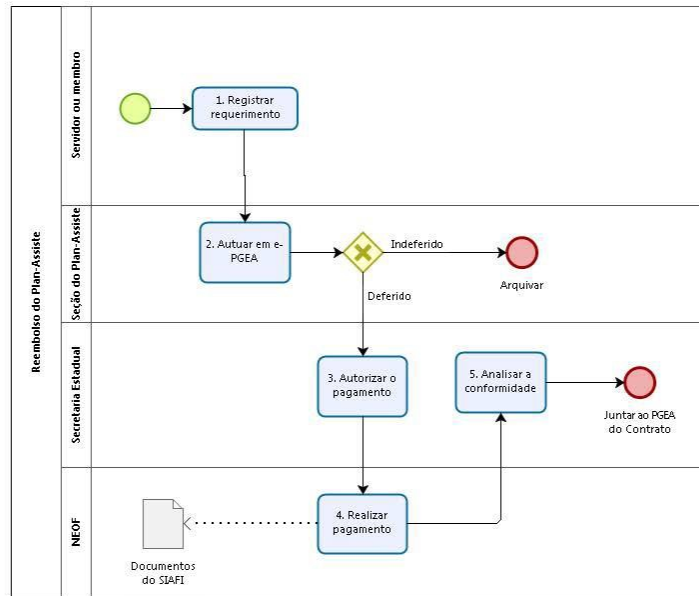 Reembolso do Plan-Assiste
Servidor ou membro
1. Registrar
requerimento
Seção do Plan-Assiste
2. Autuar em e-
PGEA
Indeferido
Arquivar
Deferido
Secretaria Estadual
3. Autorizar o
pagamento
5. Analisar a
conformidade
Juntar ao PGEA
do Contrato
NEOF
4. Realizar
pagamento
Documentos
do SIAFI